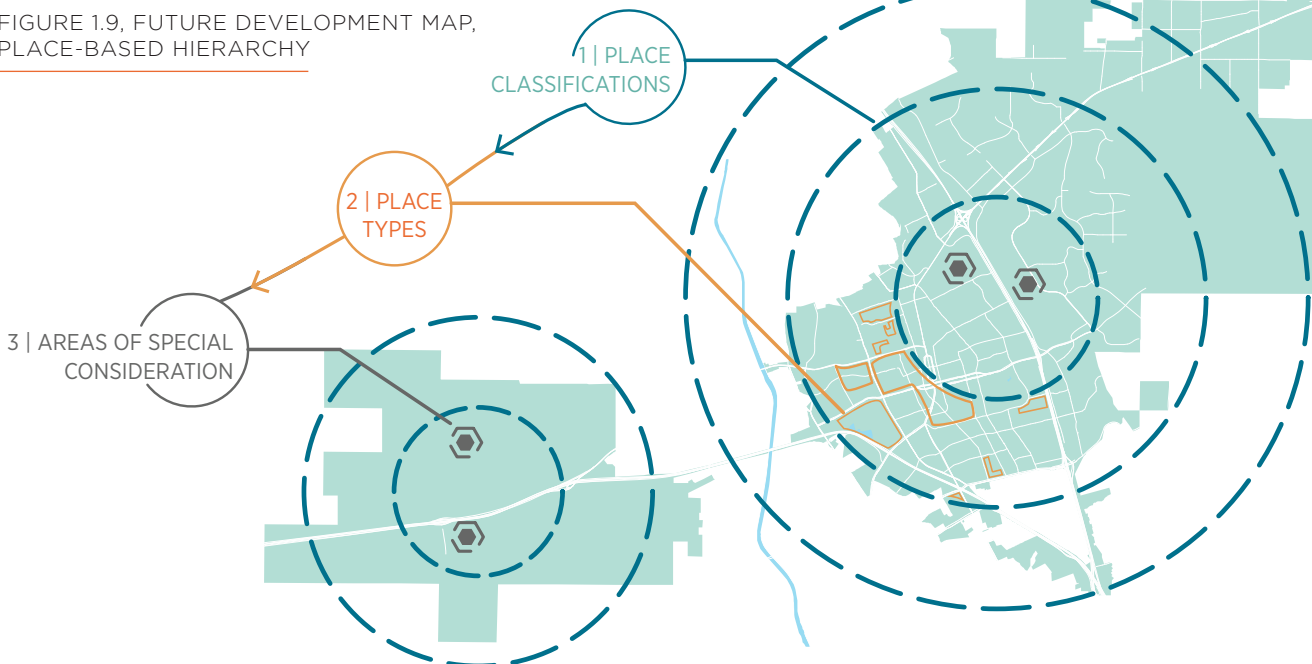 FIGURE 1.9, FUTURE DEVELOPMENT MAP,
PLACE-BASED HIERARCHY
1 | PLACE
CLASSIFICATIONS
2 | PLACE
TYPES
3 | AREAS OF SPECIAL
CONSIDERATION